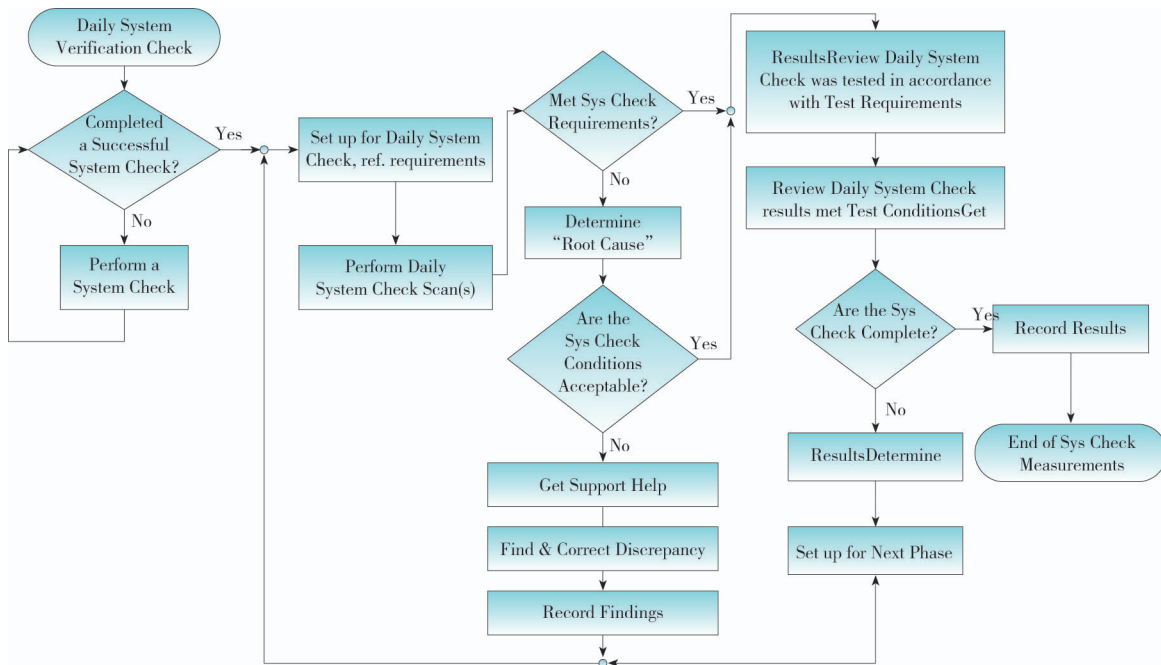 Daily System
Verification Check
Completed
a Successful
System Check?
Yes
No
Perform a
System Check
Set up for Daily System
Check, ref. requirements
Perform Daily
System Check Scan(s)
Met Sys Check
Requirements?
Yes
No
Determine
“Root Cause”
Are the
Sys Check
Conditions
Acceptable?
Yes
No
Get Support Help
Find & Correct Discrepancy
Record Findings
ResultsReview Daily System
Check was tested in accordance
with Test Requirements
Review Daily System Check
results met Test ConditionsGet
Are the Sys
Check Complete?
Yes
No
Record Results
End of Sys Check
Measurements
ResultsDetermine
Set up for Next Phase